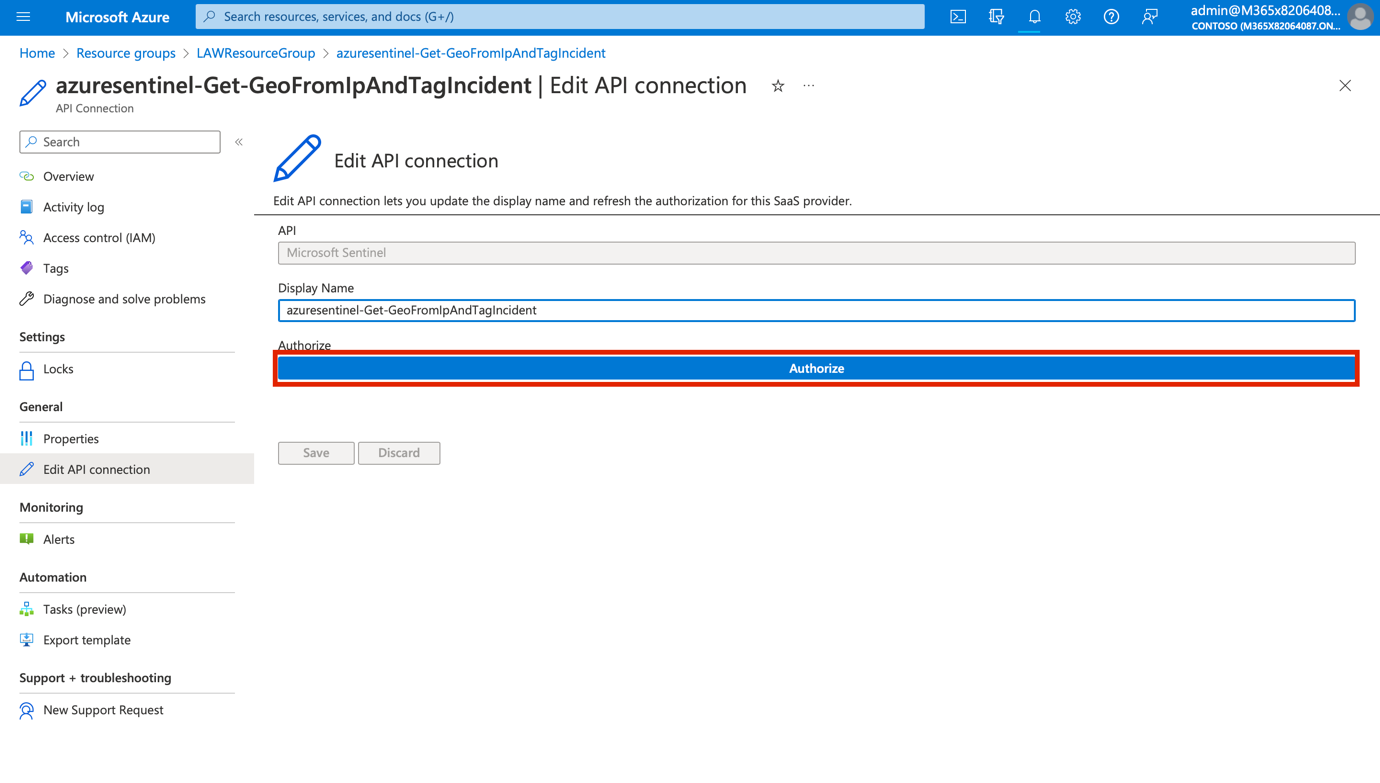 Microsoft Azure
Search resources, services, and docs (G+/)
admin@M365x8206408...
CONTOSO (M365X82064087.ON...
Home > Resource groups > LAWResourceGroup > azuresentinel-Get-GeoFromIpAndTagIncident
azuresentinel-Get-GeoFromIpAndTagIncident | Edit API connection
API Connection
Search
Overview
Activity log
Access control (IAM)
Tags
Diagnose and solve problems
Settings
Locks
General
Properties
Edit API connection
Monitoring
Alerts
Automation
Tasks (preview)
Export template
Support + troubleshooting
New Support Request
Edit API connection
Edit API connection lets you update the display name and refresh the authorization for this SaaS provider.
API
Microsoft Sentinel
Display Name
azuresentinel-Get-GeoFromIpAndTagIncident
Authorize
Authorize
Save
Discard